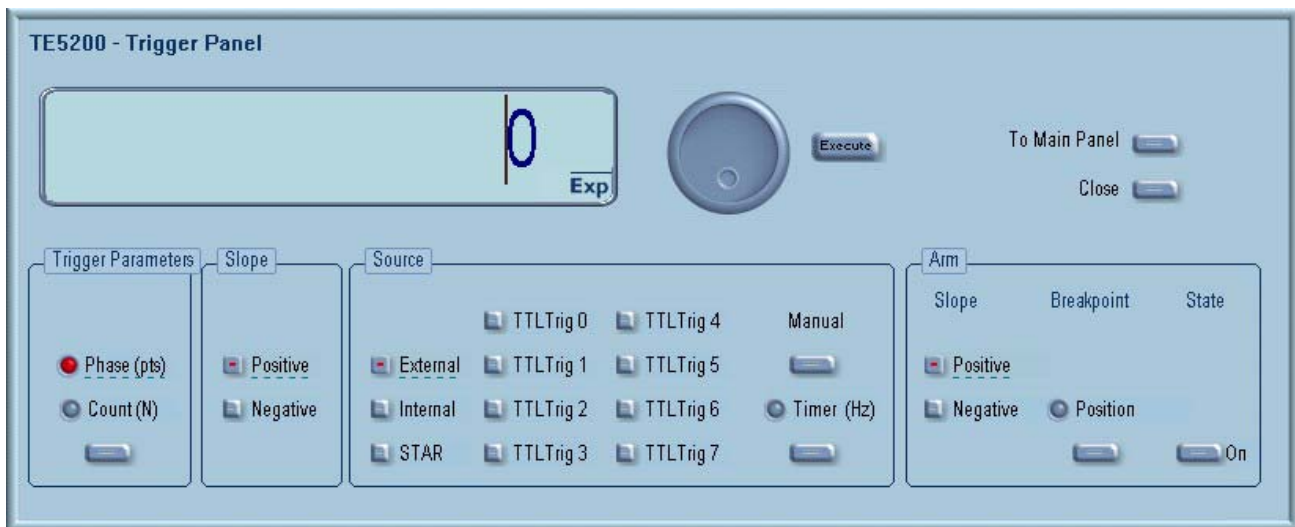 TE5200 - Trigger Panel
0
Exp
Execute
To Main Panel
Close
Trigger Parameters
Phase (pts)
Count (N)
Slope
Positive
Negative
Source
External
Internal
STAR
TTLTrig 0
TTLTrig 1
TTLTrig 2
TTLTrig 3
TTLTrig 4
TTLTrig 5
TTLTrig 6
TTLTrig 7
Manual
Timer (Hz)
Arm
Slope
Positive
Negative
Breakpoint
Position
State
On